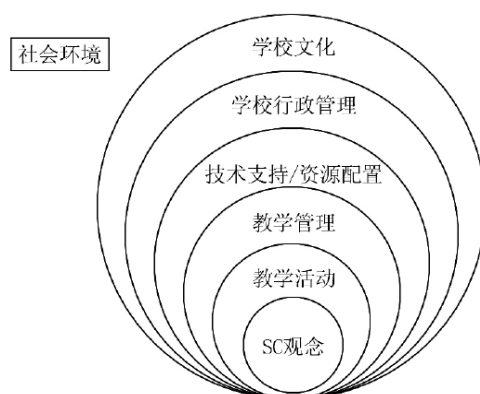 学校文化
社会环境
学校行政管理
技术支持/资源配置
教学管理
教学活动
SC观念